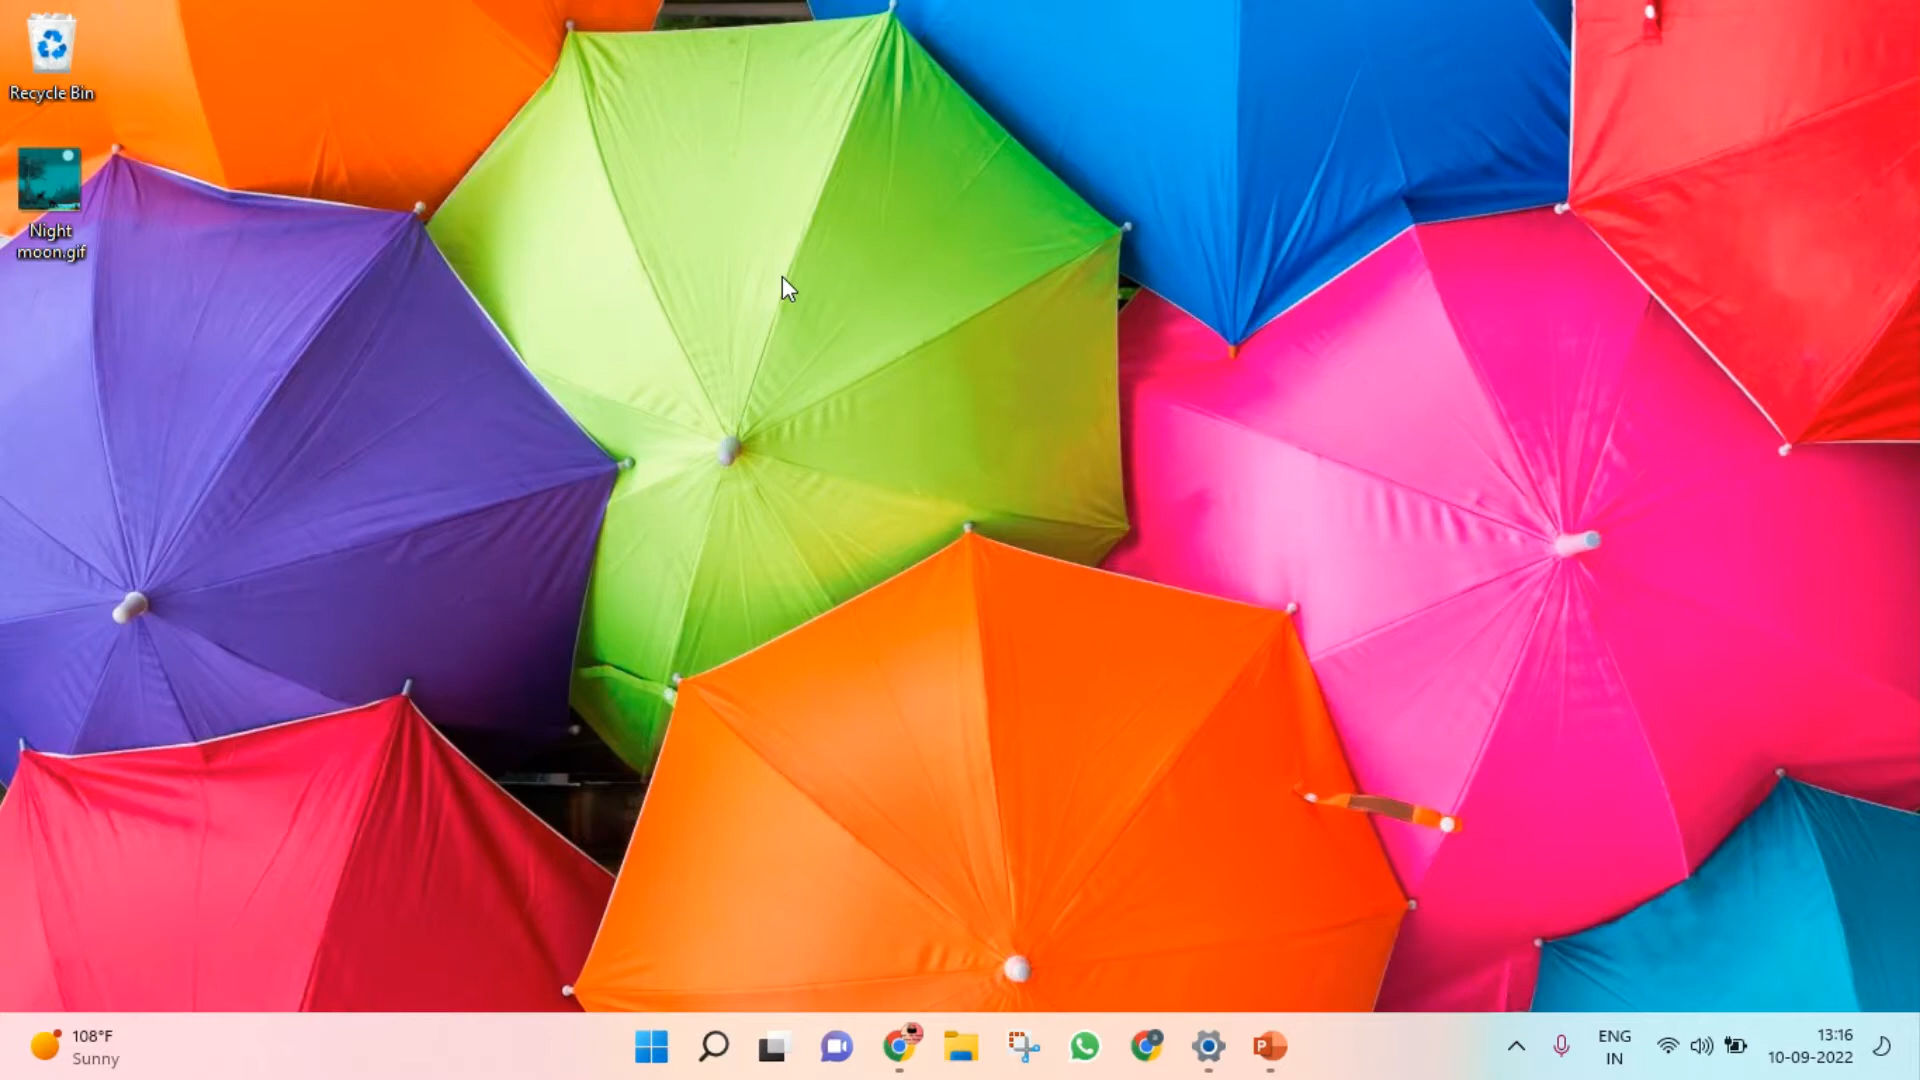 Recycle Bin
Night
moon.gif
108°F
Sunny
ENG
IN
13:16
10-09-2022